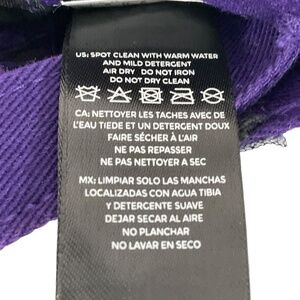 US: SPOT CLEAN WITH WARM WATER
AND MILD DETERGENT
AIR DRY DO NOT IRON
DO NOT DRY CLEAN
CA: NETTOYER LES TACHES AVEC DE
L'EAU TIEDE ET UN DETERGENT DOUX
FAIRE SÉCHER À L'AIR
NE PAS REPASSER
NE PAS NETTOYER A SEC
MX: LIMPIAR SOLO LAS MANCHAS
LOCALIZADAS CON AGUA TIBIA
Y DETERGENTE SUAVE
DEJAR SECAR AL AIRE
NO PLANCHAR
NO LAVAR EN SECO